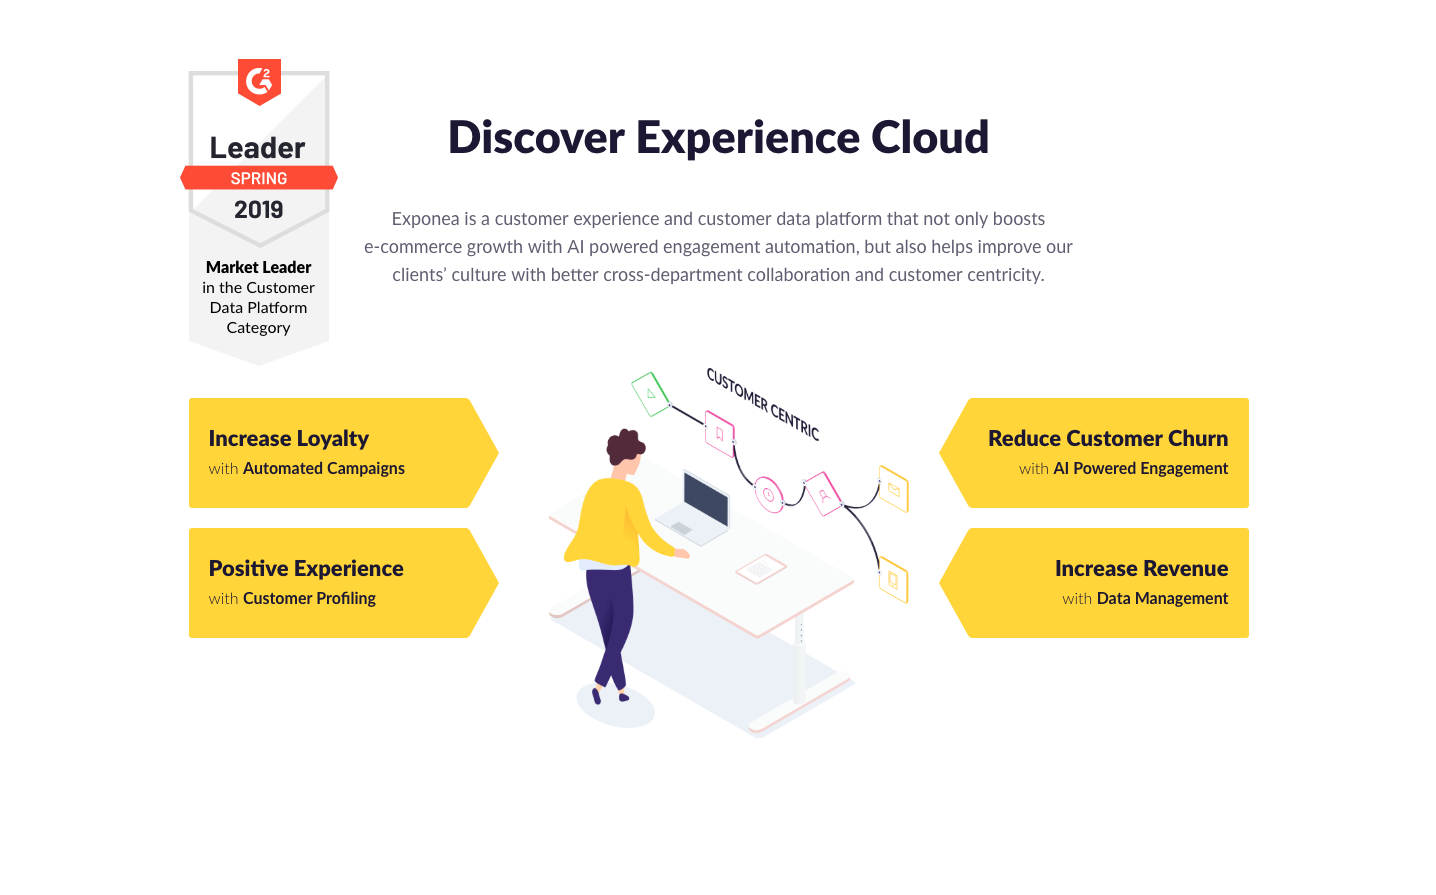 G2
Leader
SPRING
2019
Market Leader
in the Customer
Data Platform
Category
Discover Experience Cloud
Exponea is a customer experience and customer data platform that not only boosts
e-commerce growth with AI powered engagement automation, but also helps improve our
clients’ culture with better cross-department collaboration and customer centricity.
Increase Loyalty
with Automated Campaigns
Positive Experience
with Customer Profiling
CUSTOMER CENTRIC
Reduce Customer Churn
with AI Powered Engagement
Increase Revenue
with Data Management